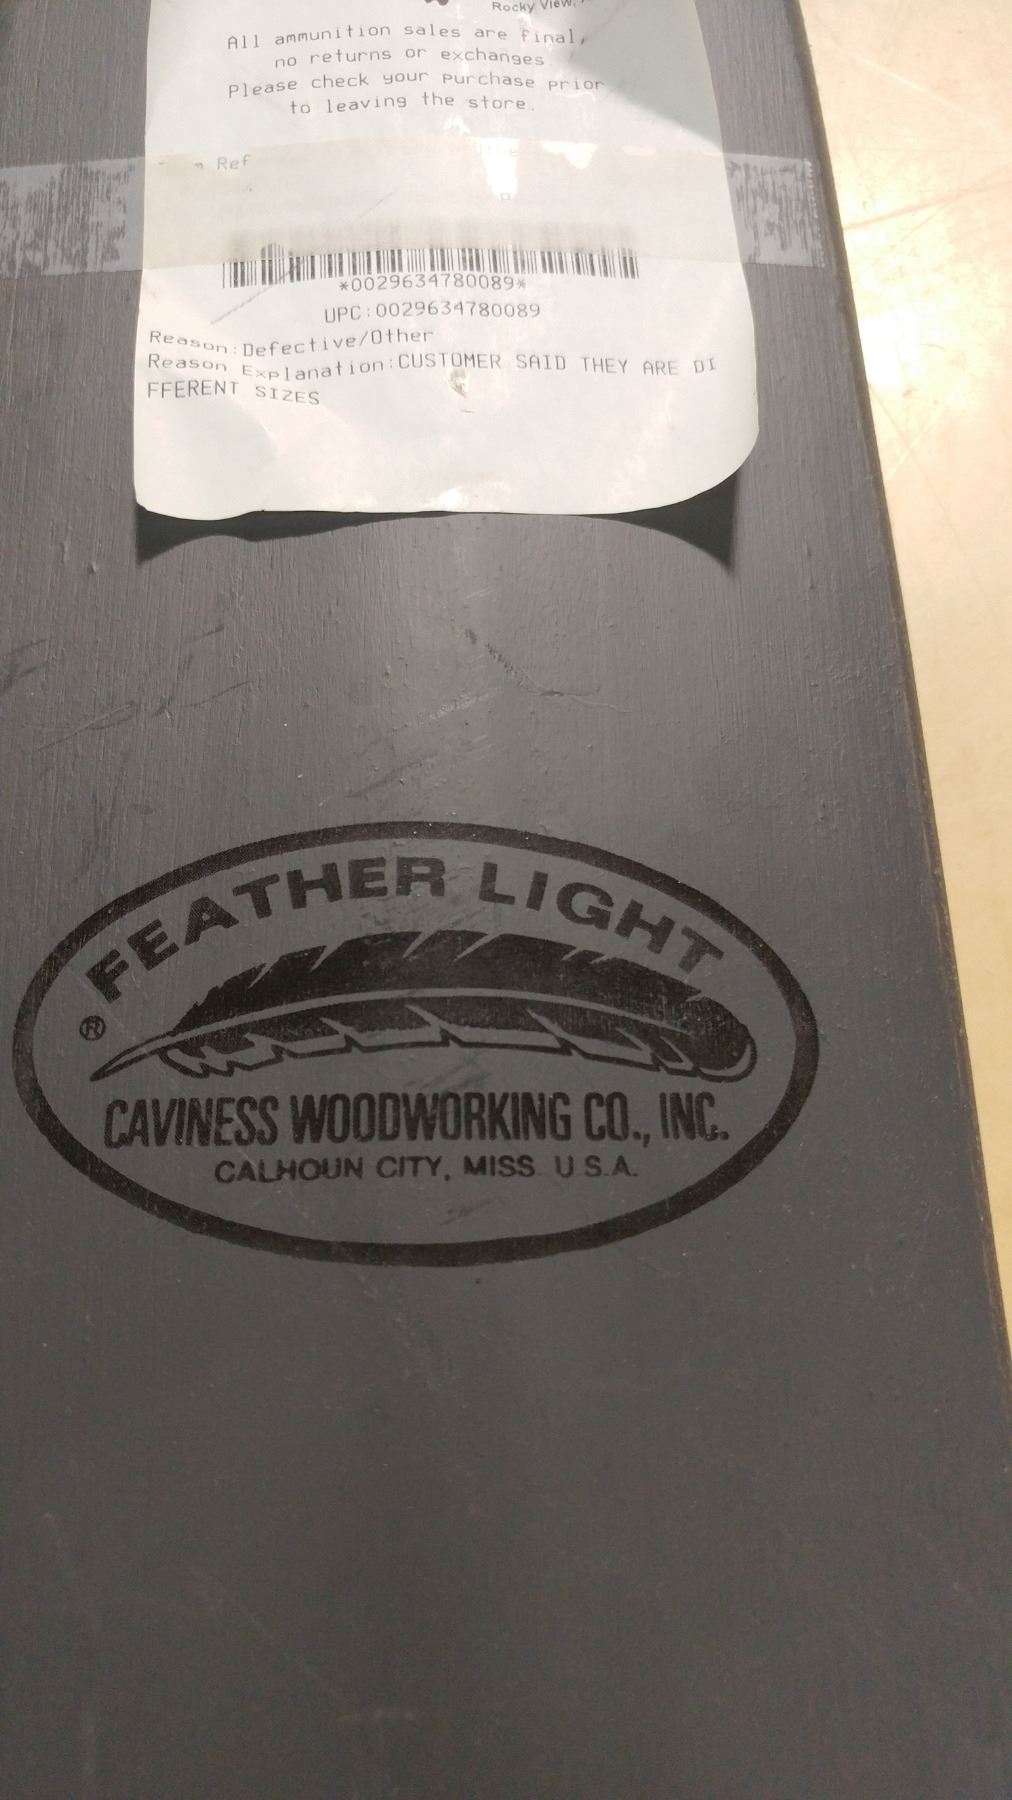 Rocky View,
All ammunition sales are final,
no returns or exchanges.
Please check your purchase prior
to leaving the store.
Ref
*0029634780089*
UPC:0029634780089
Reason:Defective/Other
Reason Explanation:CUSTOMER SAID THEY ARE DI
FFERENT SIZES
FEATHER LIGHT
®
CAVINESS WOODWORKING CO., INC.
CALHOUN CITY, MISS. U.S.A.